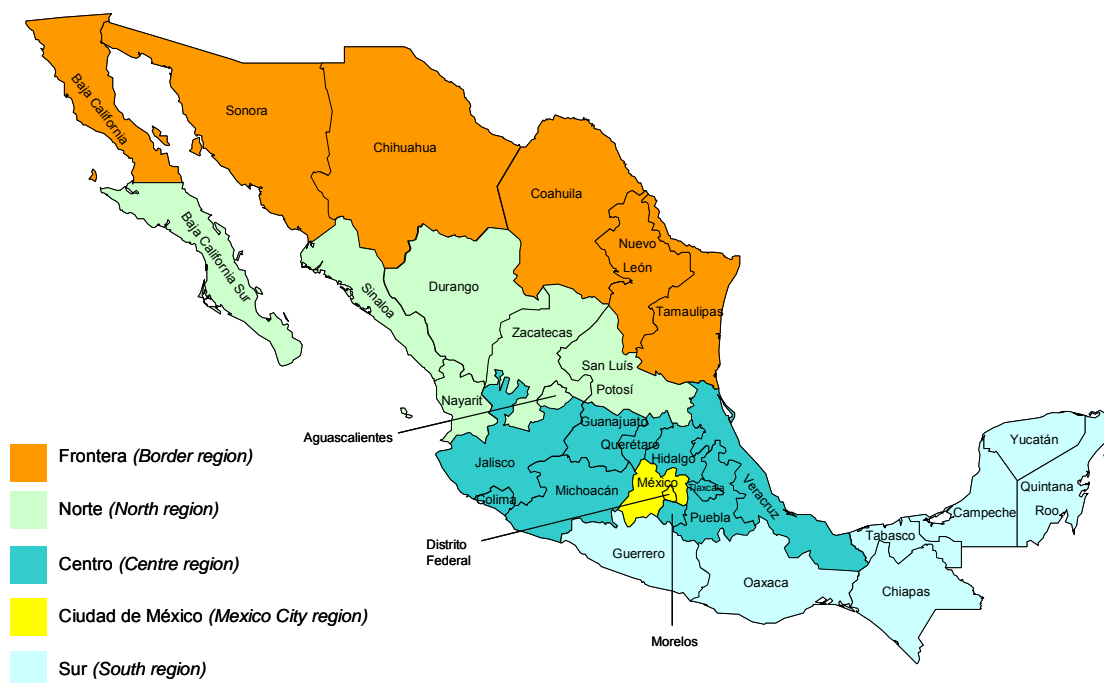 Baja California
Sonora
Chihuahua
Coahuila
Nuevo
León
Tamaulipas
Baja California Sur
Sinaloa
Durango
Zacatecas
San Luís
Potosí
Nayarit
Aguascalientes
Guanajuato
Querétaro
Hidalgo
Jalisco
Colima
Michoacán
México
Tlaxcala
Puebla
Veracruz
Distrito
Federal
Morelos
Guerrero
Oaxaca
Tabasco
Chiapas
Campeche
Yucatán
Quintana
Roo
Frontera (Border region)
Norte (North region)
Centro (Centre region)
Ciudad de México (Mexico City region)
Sur (South region)